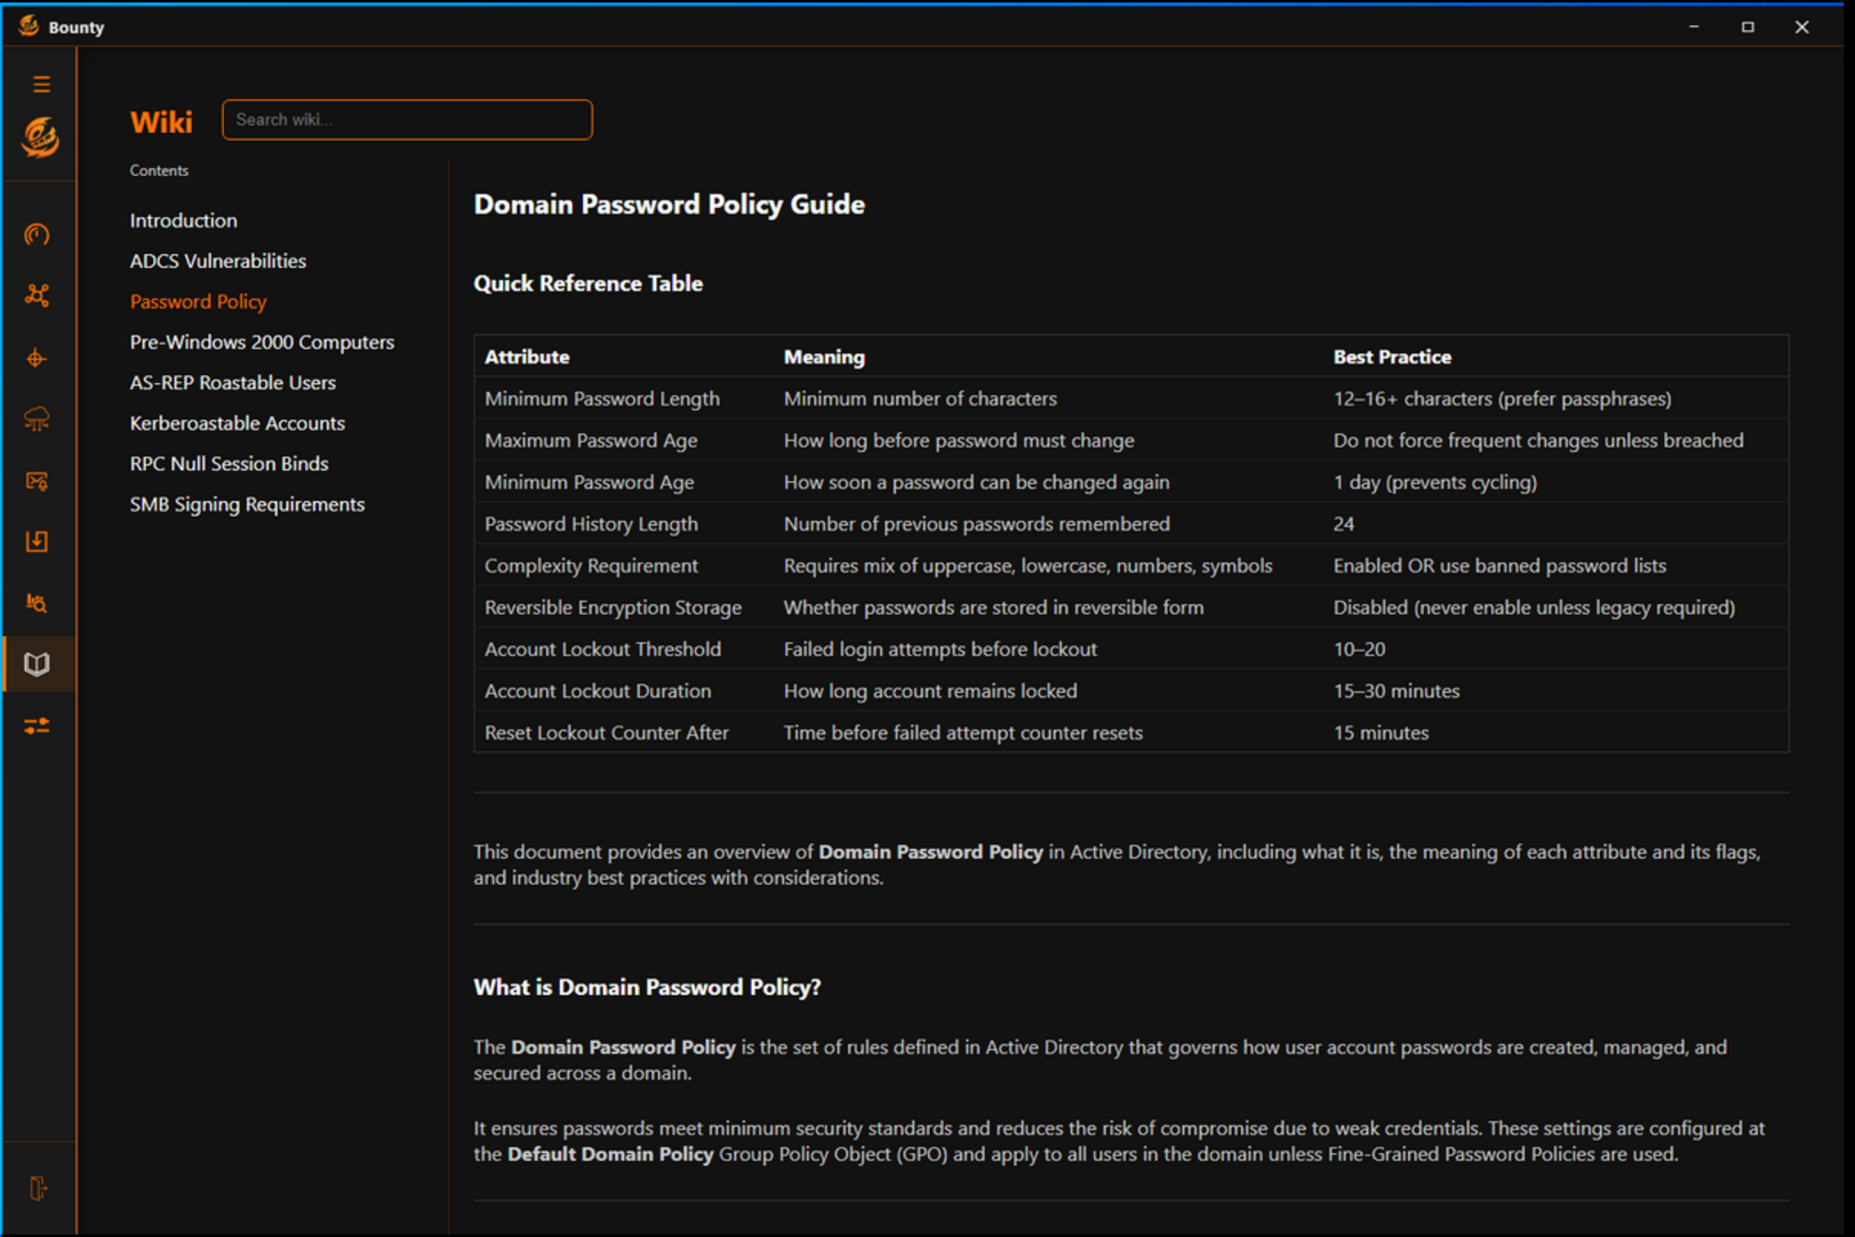 Bounty
Wiki
Search wiki...
Contents
Introduction
ADCS Vulnerabilities
Password Policy
Pre-Windows 2000 Computers
AS-REP Roastable Users
Kerberoastable Accounts
RPC Null Session Binds
SMB Signing Requirements
Domain Password Policy Guide
Quick Reference Table
Attribute Meaning Best Practice
Minimum Password Length Minimum number of characters 12–16+ characters (prefer passphrases)
Maximum Password Age How long before password must change Do not force frequent changes unless breached
Minimum Password Age How soon a password can be changed again 1 day (prevents cycling)
Password History Length Number of previous passwords remembered 24
Complexity Requirement Requires mix of uppercase, lowercase, numbers, symbols Enabled OR use banned password lists
Reversible Encryption Storage Whether passwords are stored in reversible form Disabled (never enable unless legacy required)
Account Lockout Threshold Failed login attempts before lockout 10–20
Account Lockout Duration How long account remains locked 15–30 minutes
Reset Lockout Counter After Time before failed attempt counter resets 15 minutes
This document provides an overview of Domain Password Policy in Active Directory, including what it is, the meaning of each attribute and its flags,
and industry best practices with considerations.
What is Domain Password Policy?
The Domain Password Policy is the set of rules defined in Active Directory that governs how user account passwords are created, managed, and
secured across a domain.
It ensures passwords meet minimum security standards and reduces the risk of compromise due to weak credentials. These settings are configured at
the Default Domain Policy Group Policy Object (GPO) and apply to all users in the domain unless Fine-Grained Password Policies are used.